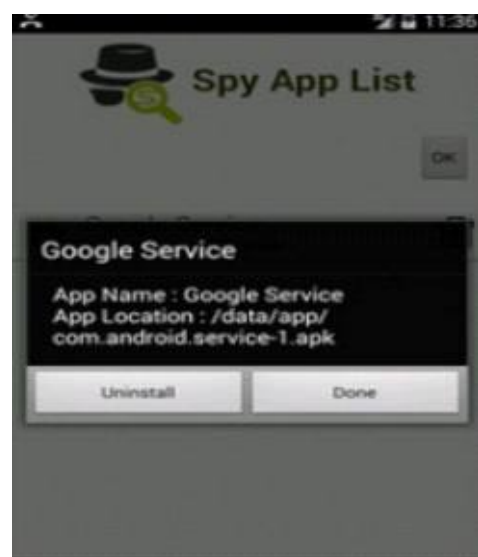 11:36
Spy App List
OK
Google Service
App Name : Google Service
App Location : /data/app/
com.android.service-1.apk
Uninstall
Done